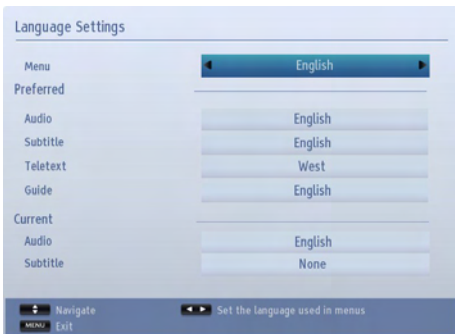 Language Settings
Menu English
Preferred
Audio English
Subtitle English
Teletext West
Guide English
Current
Audio English
Subtitle None
Navigate Set the language used in menus
MENU Exit